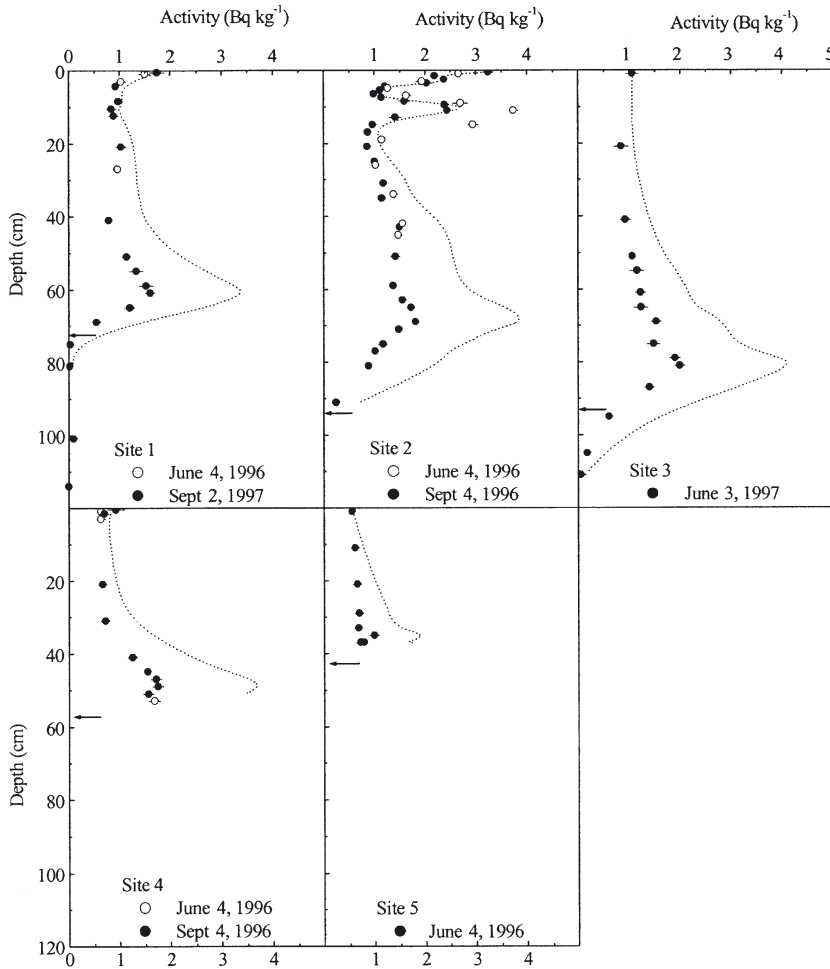 Activity (Bq kg⁻¹) Activity (Bq kg⁻¹) Activity (Bq kg⁻¹)
0 1 2 3 4 0 1 2 3 4 0 1 2 3 4 5
0
20
40
60
80
100
Depth (cm)
Site 1
June 4, 1996
Sept 2, 1997
Site 2
June 4, 1996
Sept 4, 1996
Site 3
June 3, 1997
20
40
60
80
100
120
Depth (cm)
Site 4
June 4, 1996
Sept 4, 1996
Site 5
June 4, 1996
0 1 2 3 4 0 1 2 3 4